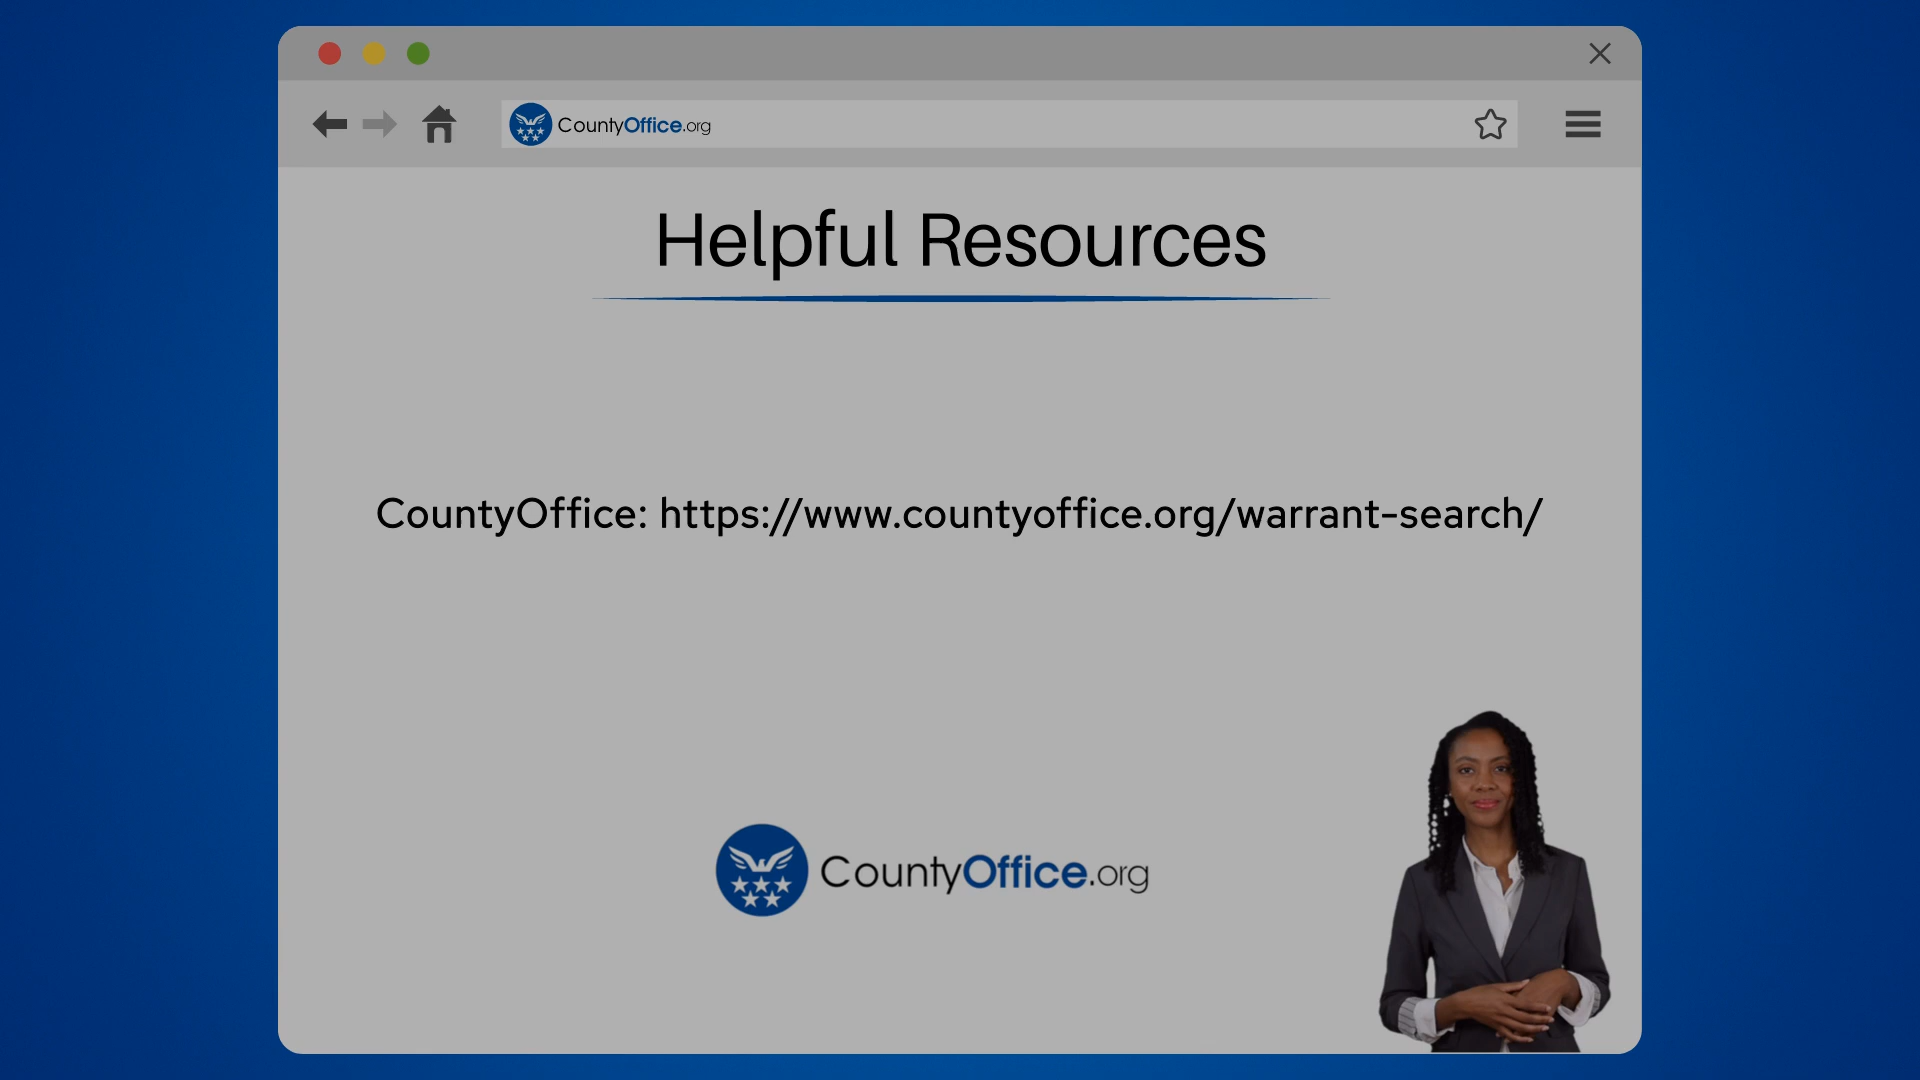 CountyOffice.org
Helpful Resources
CountyOffice: https://www.countyoffice.org/warrant-search/
CountyOffice.org